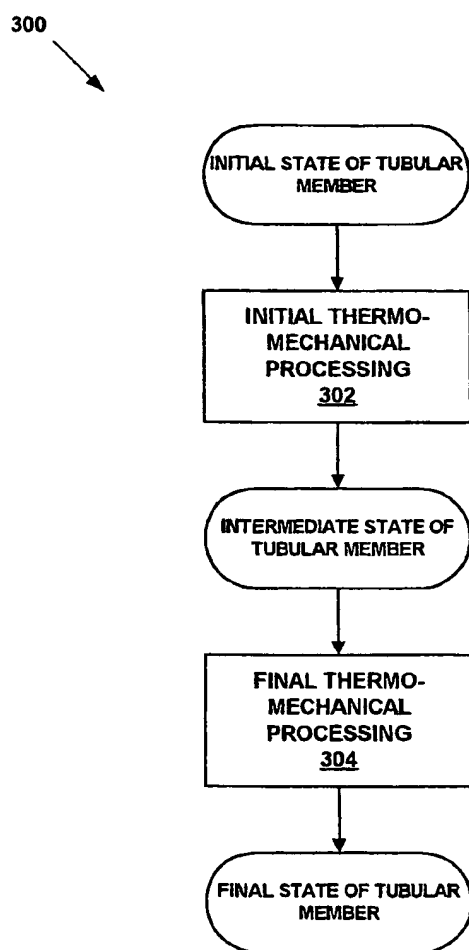 300
INITIAL STATE OF TUBULAR
MEMBER
INITIAL THERMO-
MECHANICAL
PROCESSING
302
INTERMEDIATE STATE OF
TUBULAR MEMBER
FINAL THERMO-
MECHANICAL
PROCESSING
304
FINAL STATE OF TUBULAR
MEMBER